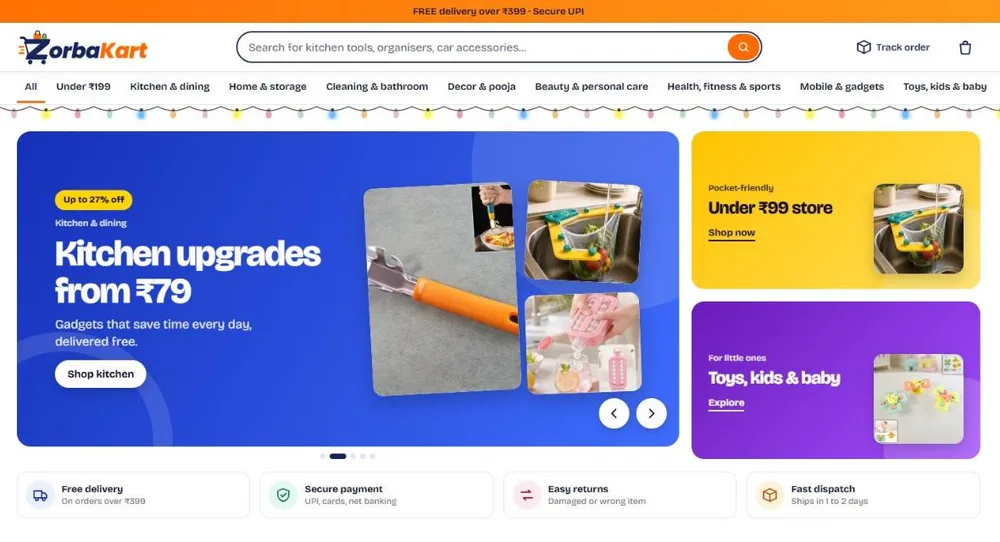 FREE delivery over ₹399 · Secure UPI
ZorbaKart
Search for kitchen tools, organisers, car accessories...
Track order
All
Under ₹199
Kitchen & dining
Home & storage
Cleaning & bathroom
Decor & pooja
Beauty & personal care
Health, fitness & sports
Mobile & gadgets
Toys, kids & baby
Up to 27% off
Kitchen & dining
Kitchen upgrades
from ₹79
Gadgets that save time every day,
delivered free.
Shop kitchen
Pocket-friendly
Under ₹99 store
Shop now
For little ones
Toys, kids & baby
Explore
Free delivery
On orders over ₹399
Secure payment
UPI, cards, net banking
Easy returns
Damaged or wrong item
Fast dispatch
Ships in 1 to 2 days